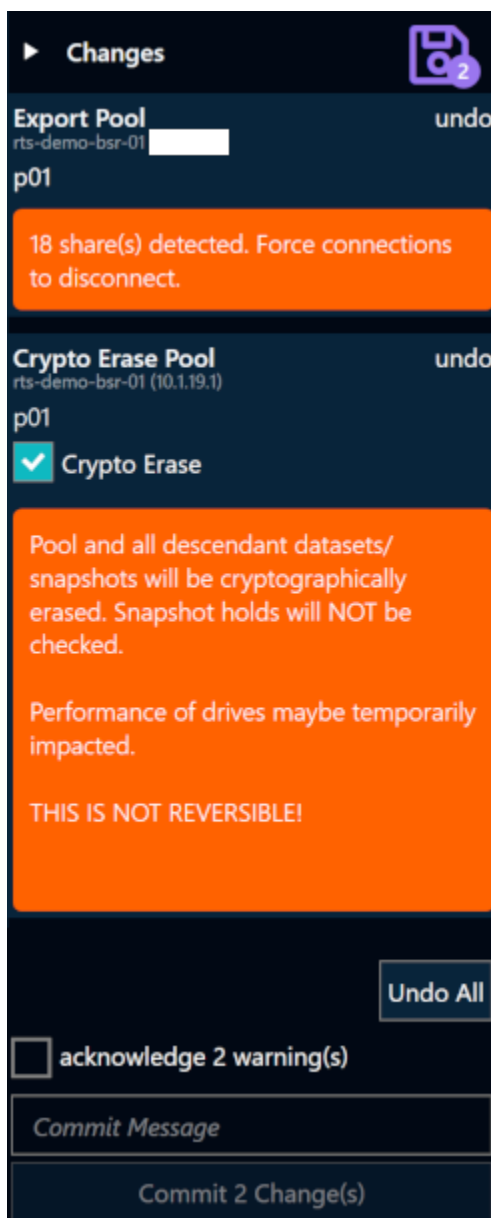 Changes
2
Export Pool
undo
rts-demo-bsr-01
p01
18 share(s) detected. Force connections
to disconnect.
Crypto Erase Pool
undo
rts-demo-bsr-01 (10.1.19.1)
p01
Crypto Erase
Pool and all descendant datasets/
snapshots will be cryptographically
erased. Snapshot holds will NOT be
checked.
Performance of drives maybe temporarily
impacted.
THIS IS NOT REVERSIBLE!
Undo All
acknowledge 2 warning(s)
Commit Message
Commit 2 Change(s)